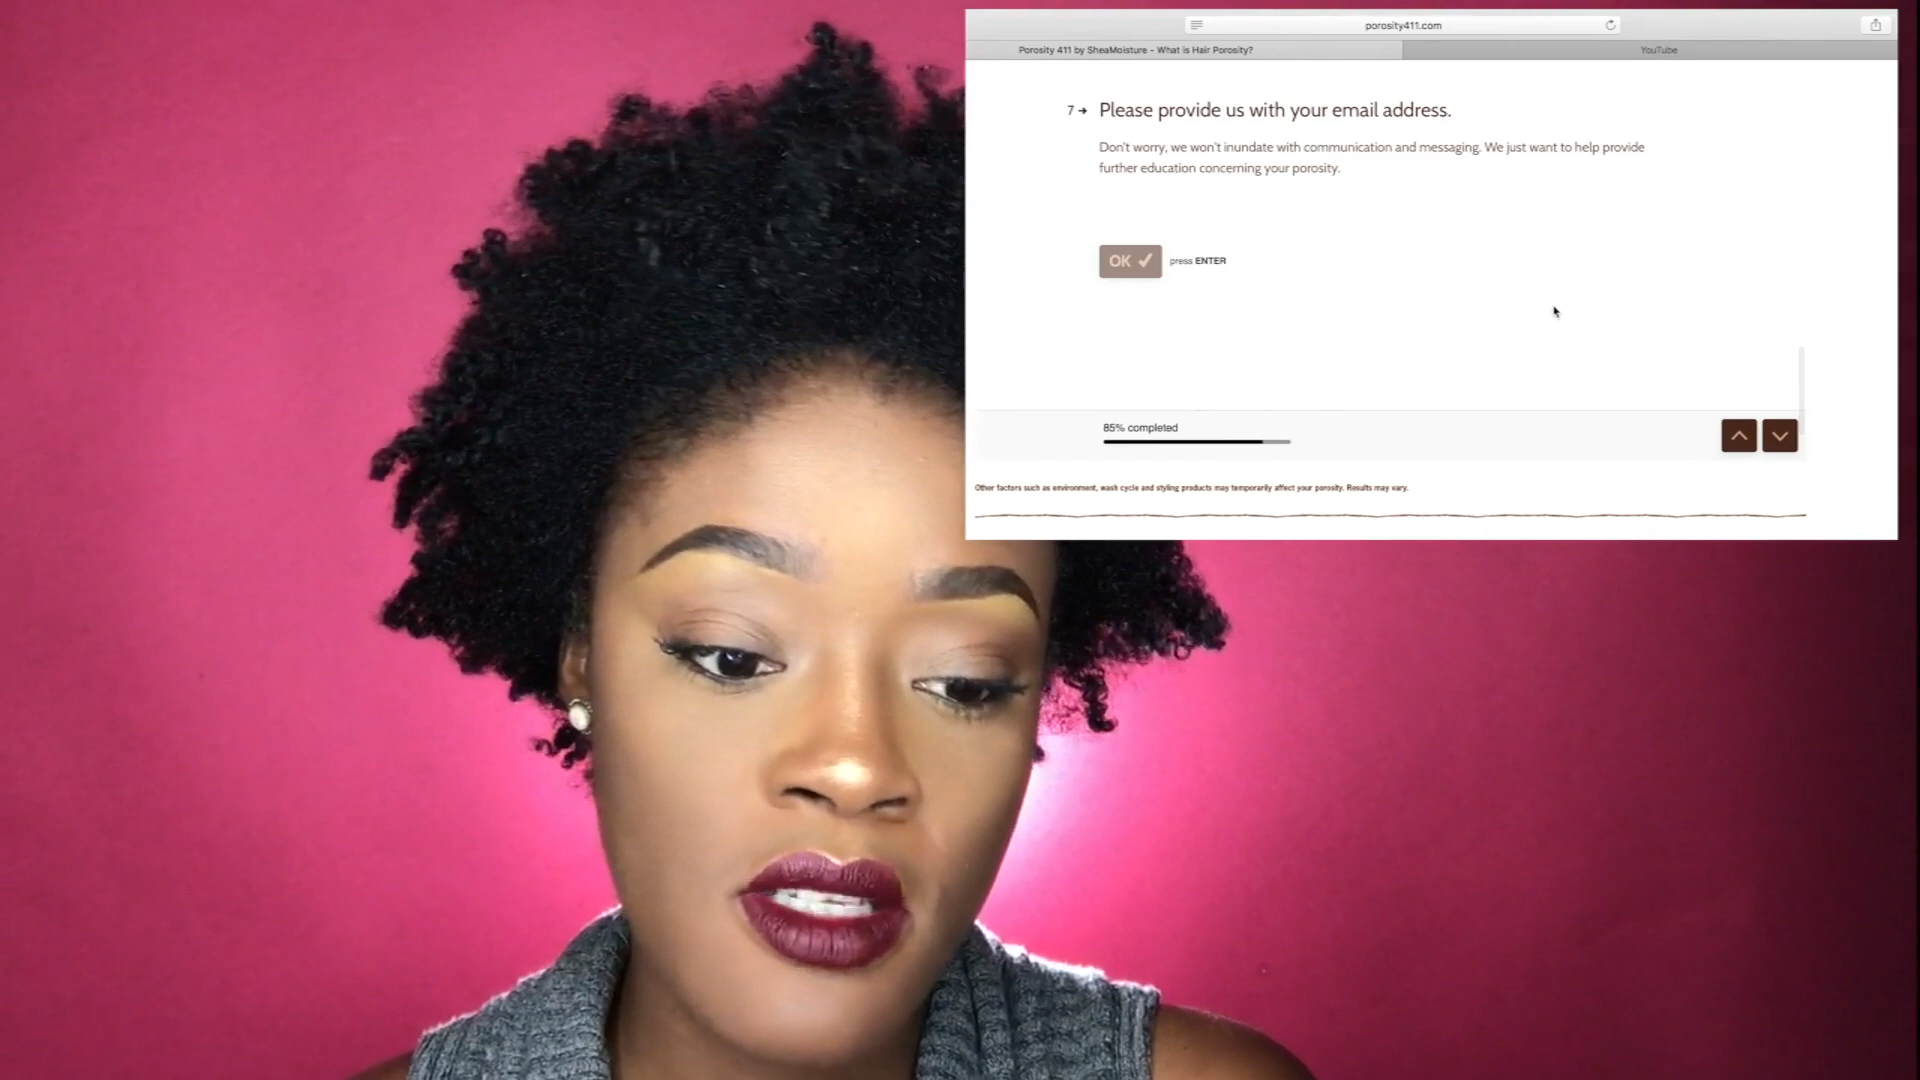 porosity411.com
Porosity 411 by SheaMoisture - What is Hair Porosity?
YouTube
7 → Please provide us with your email address.
Don't worry, we won't inundate with communication and messaging. We just want to help provide
further education concerning your porosity.
OK ✓ press ENTER
85% completed
Other factors such as environment, wash cycle and styling products may temporarily affect your porosity. Results may vary.